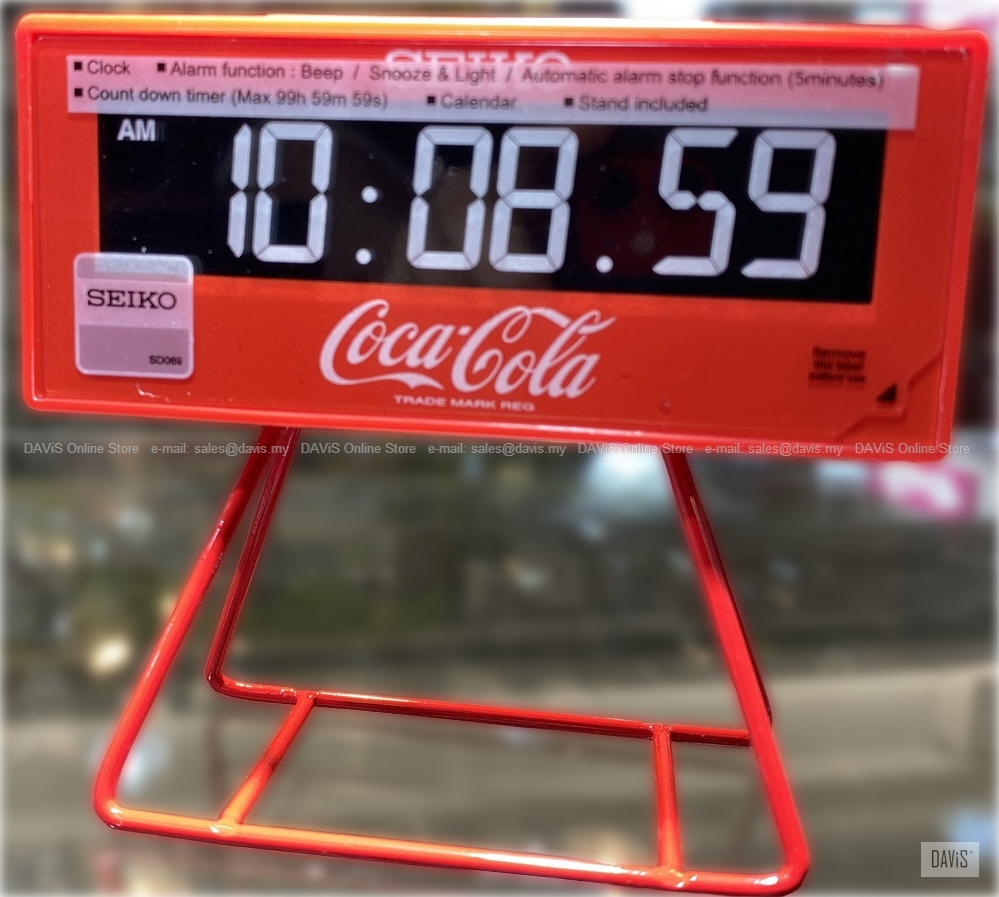 SEIKO
■ Clock ■ Alarm function : Beep / Snooze & Light / Automatic alarm stop function (5minutes)
■ Count down timer (Max 99h 59m 59s) ■ Calendar ■ Stand included
AM
10:08.59
SEIKO
SD069
Coca-Cola
TRADE MARK REG
Remove
this label
before use
DAViS Online Store e-mail: sales@davis.my DAViS Online Store e-mail: sales@davis.my DAViS Online Store e-mail: sales@davis.my DAViS Online Store
DAViS